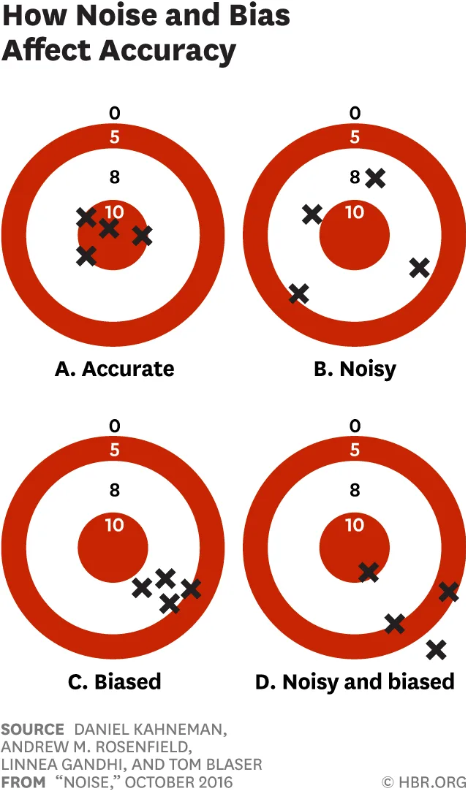 How Noise and Bias
Affect Accuracy
0
5
8
10
A. Accurate
0
5
8
10
B. Noisy
0
5
8
10
C. Biased
0
5
8
10
D. Noisy and biased
SOURCE DANIEL KAHNEMAN,
ANDREW M. ROSENFIELD,
LINNEA GANDHI, AND TOM BLASER
FROM “NOISE,” OCTOBER 2016
© HBR.ORG